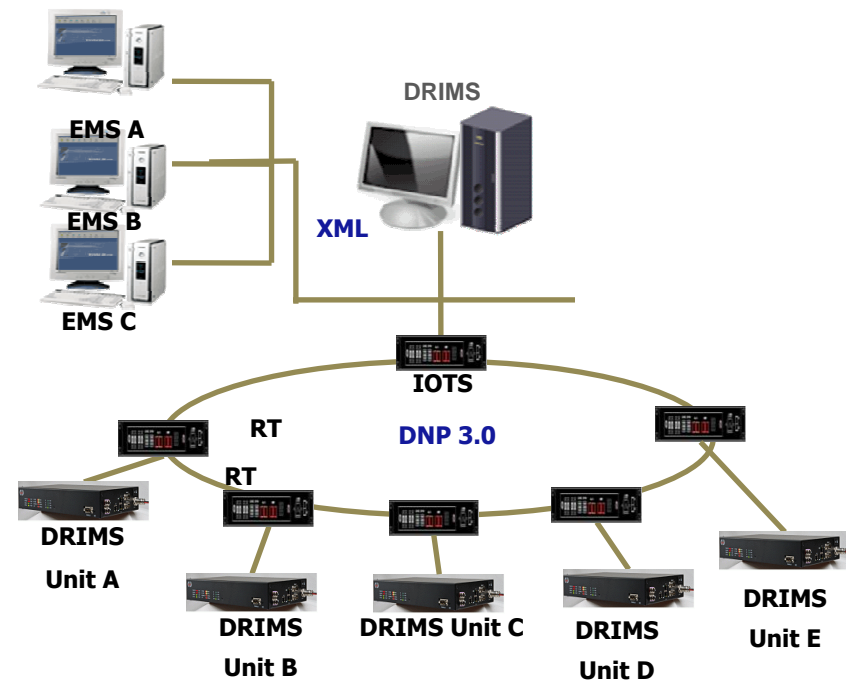 DRIMS
EMS A
EMS B
XML
EMS C
IOTS
RT
DNP 3.0
RT
DRIMS
Unit A
DRIMS
Unit B
DRIMS Unit C
DRIMS
Unit D
DRIMS
Unit E